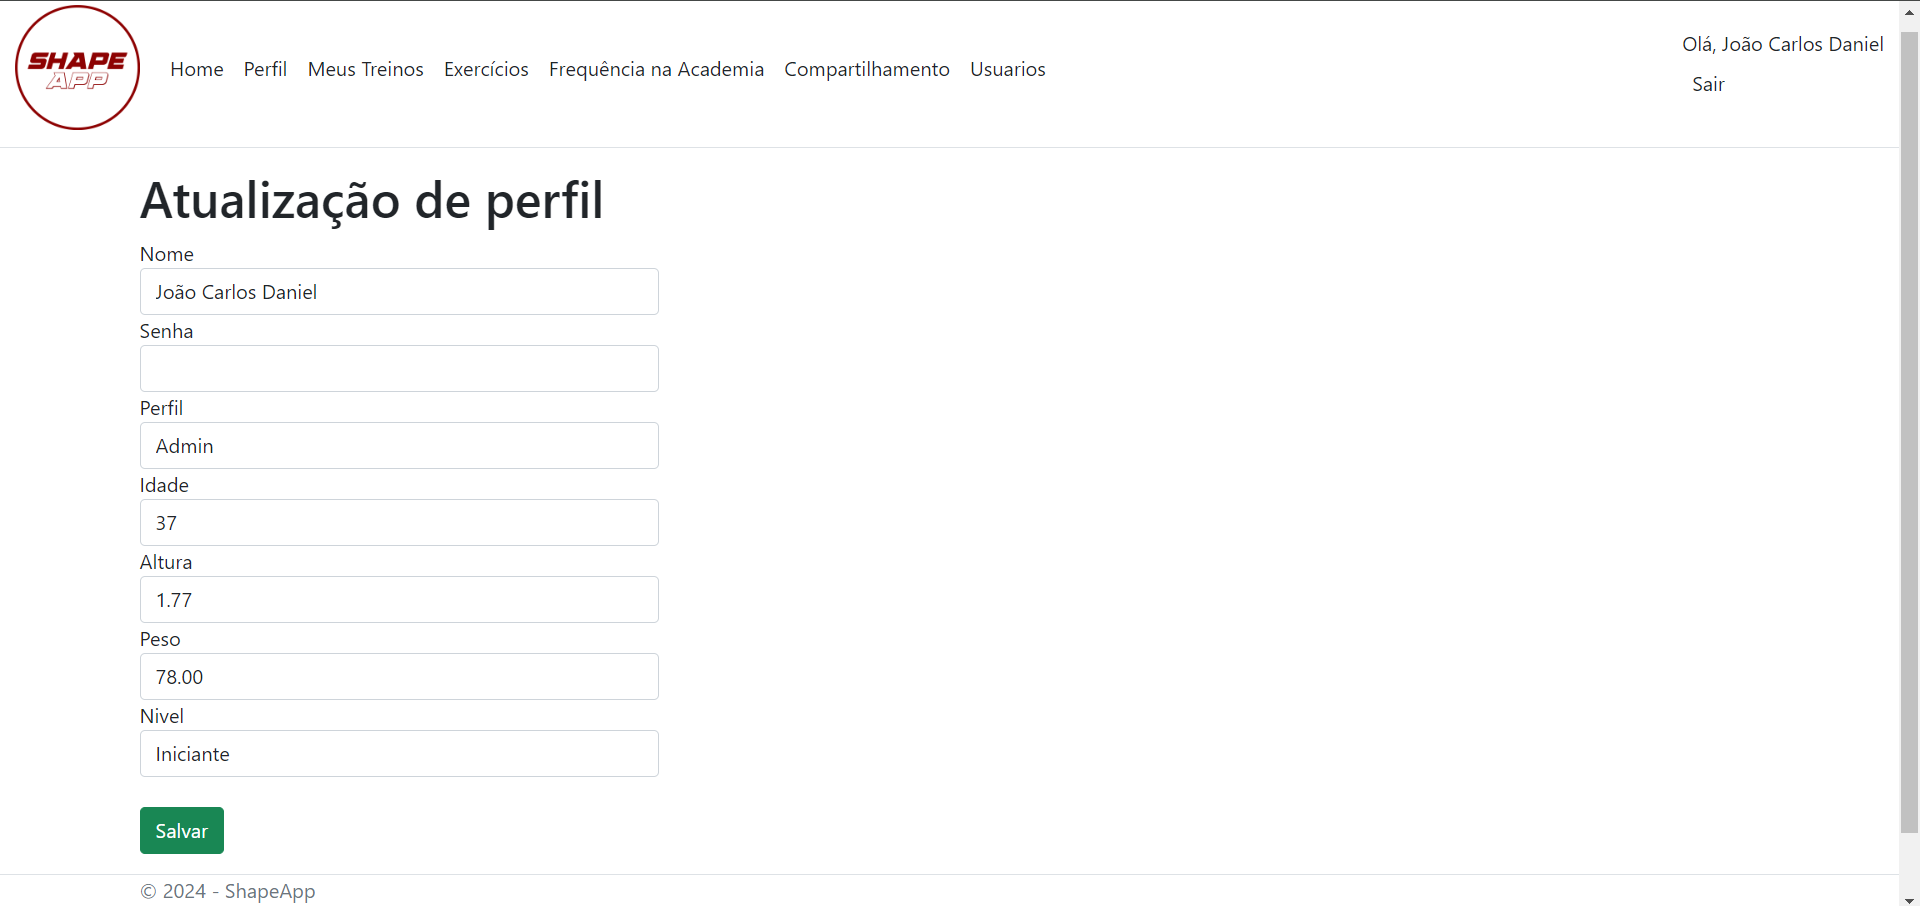 SHAPE
APP
Home Perfil Meus Treinos Exercícios Frequência na Academia Compartilhamento Usuarios
Olá, João Carlos Daniel
Sair
Atualização de perfil
Nome
João Carlos Daniel
Senha
Perfil
Admin
Idade
37
Altura
1.77
Peso
78.00
Nivel
Iniciante
Salvar
© 2024 - ShapeApp